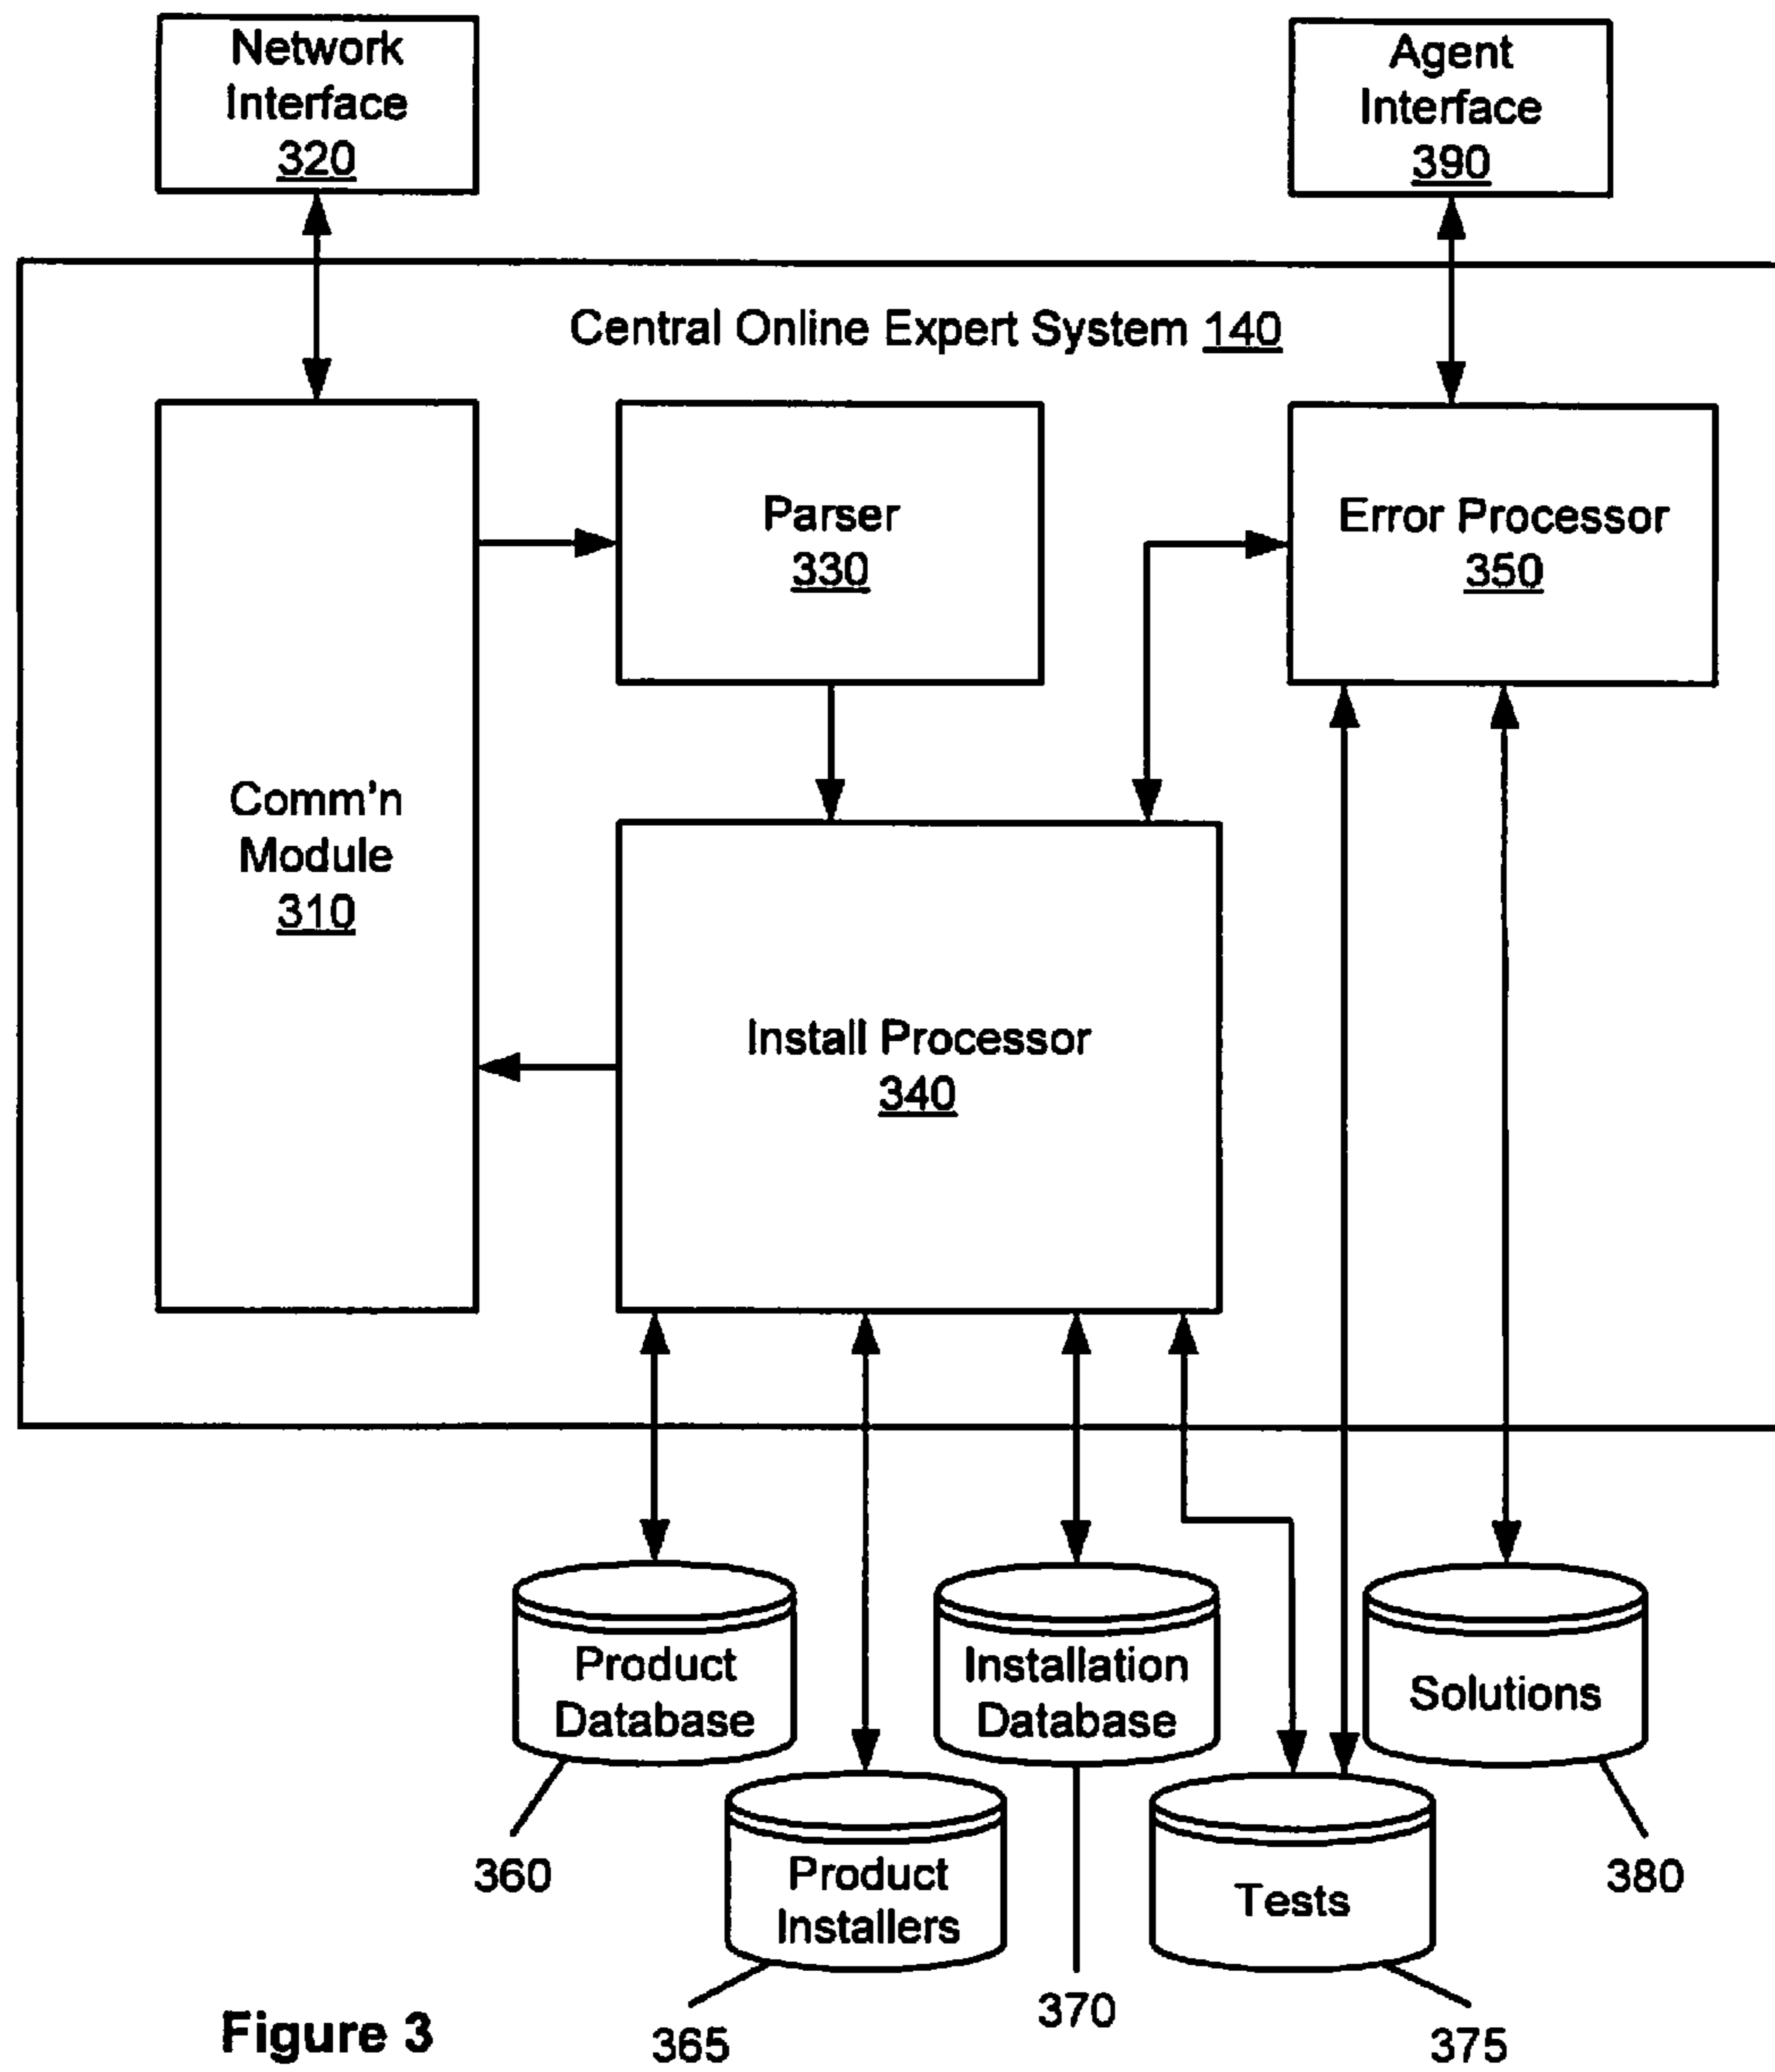 Network
Interface
320
Agent
Interface
390
Central Online Expert System 140
Parser
330
Error Processor
350
Comm'n
Module
310
Install Processor
340
Product
Database
Installation
Database
Solutions
360
Product
Installers
Tests
380
370
365
375
Figure 3